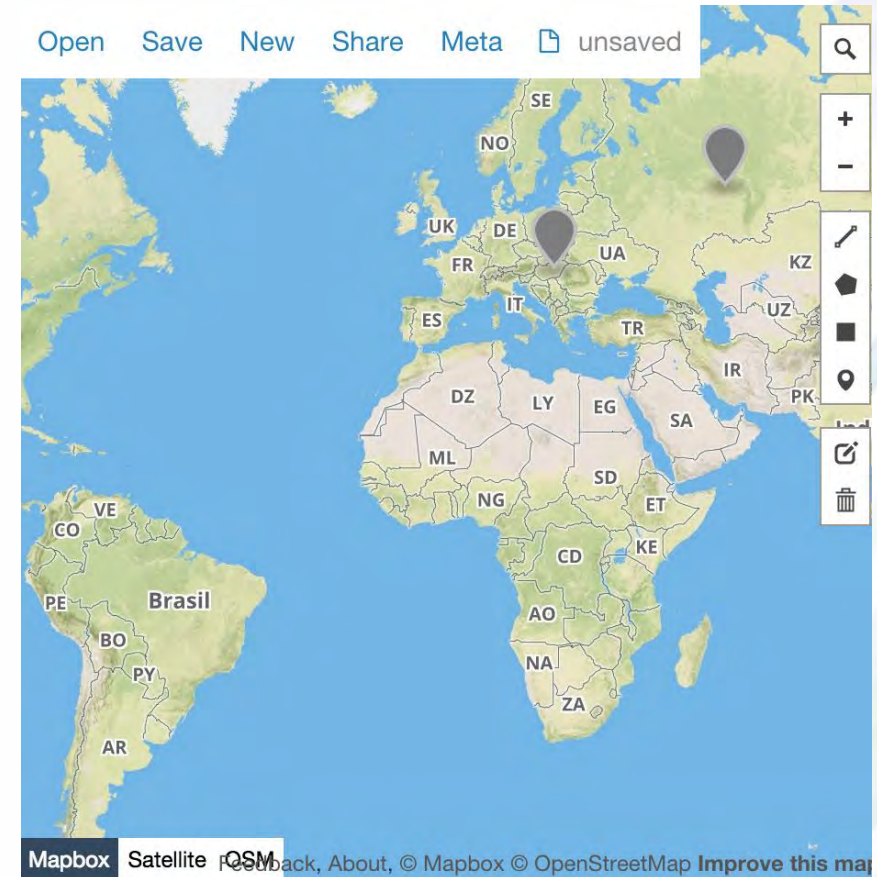 Open Save New Share Meta unsaved
SE
NO
UK DE
UA
FR
KZ
IT
UZ
ES
TR
IR
DZ LY EG
PK
SA
ML
SD
NG ET
VE
CO
KE
CD
PE Brasil
AO
BO
NA
PY
ZA
AR
Mapbox Satellite OSM
Feedback, About, © Mapbox © OpenStreetMap Improve this map